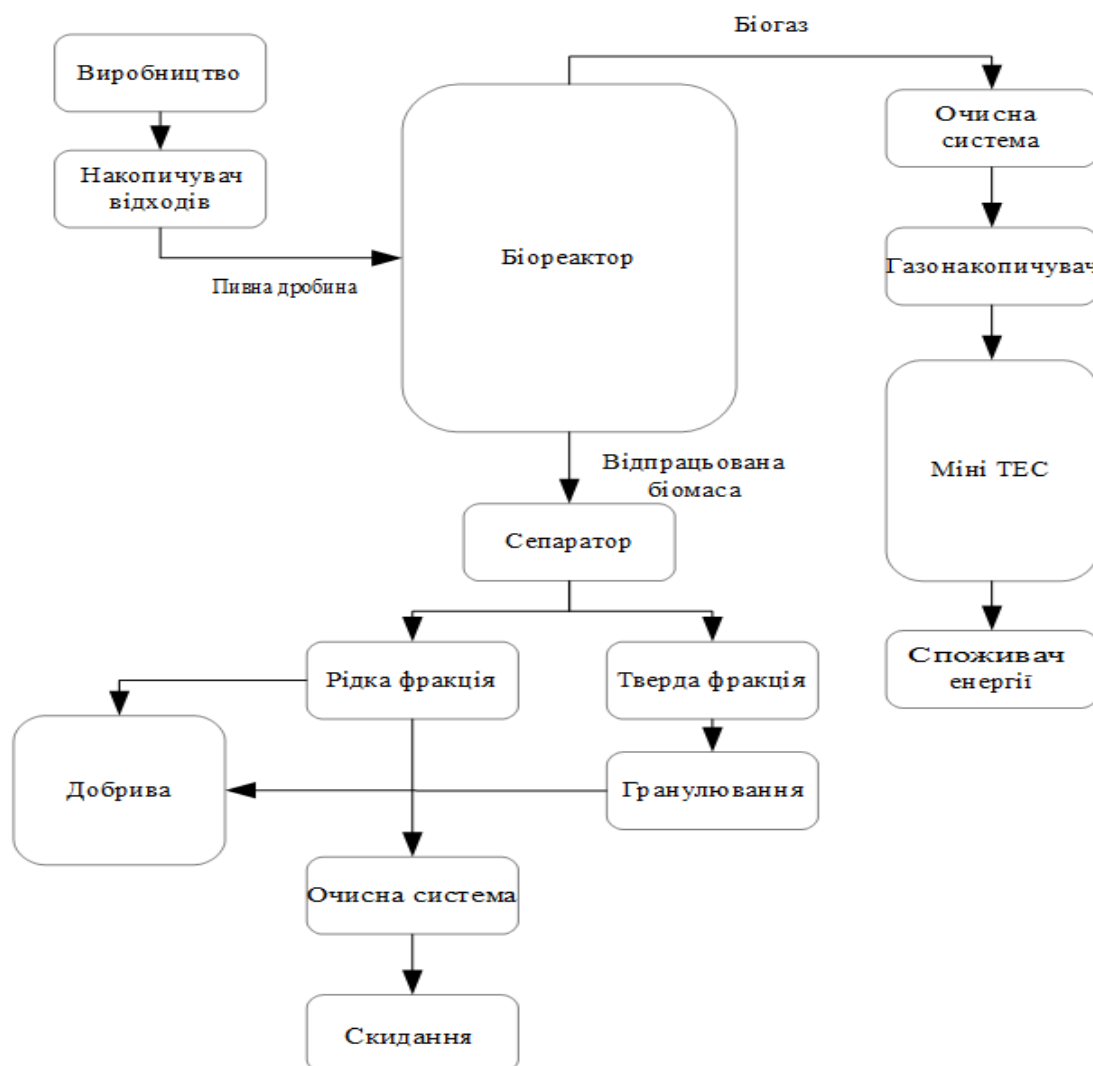 Біогаз
Виробництво
Накопичувач
відходів
Пивна дробина
Біореактор
Очисна
система
Газонакопичувач
Міні ТЕС
Споживач
енергії
Відпрацьована
біомаса
Сепаратор
Рідка фракція
Тверда фракція
Добрива
Гранулювання
Очисна система
Скидання